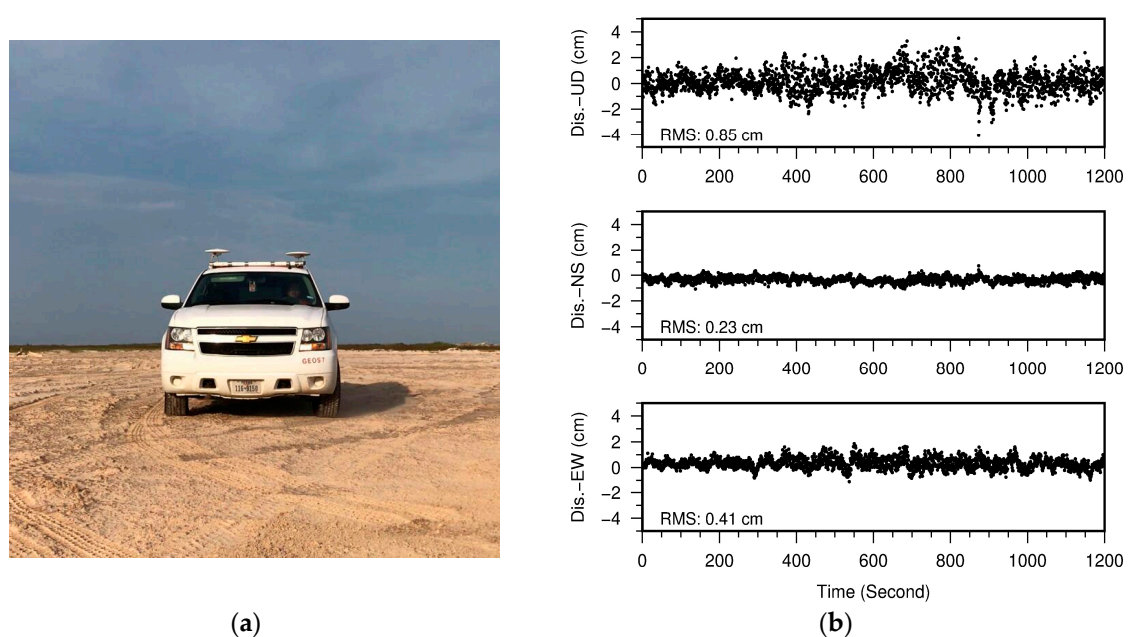 GEOS7
Dis.−UD (cm)
4
2
0
−2
−4
RMS: 0.85 cm
0 200 400 600 800 1000 1200
Dis.−NS (cm)
4
2
0
−2
−4
RMS: 0.23 cm
0 200 400 600 800 1000 1200
Dis.−EW (cm)
4
2
0
−2
−4
RMS: 0.41 cm
0 200 400 600 800 1000 1200
Time (Second)
(a) (b)